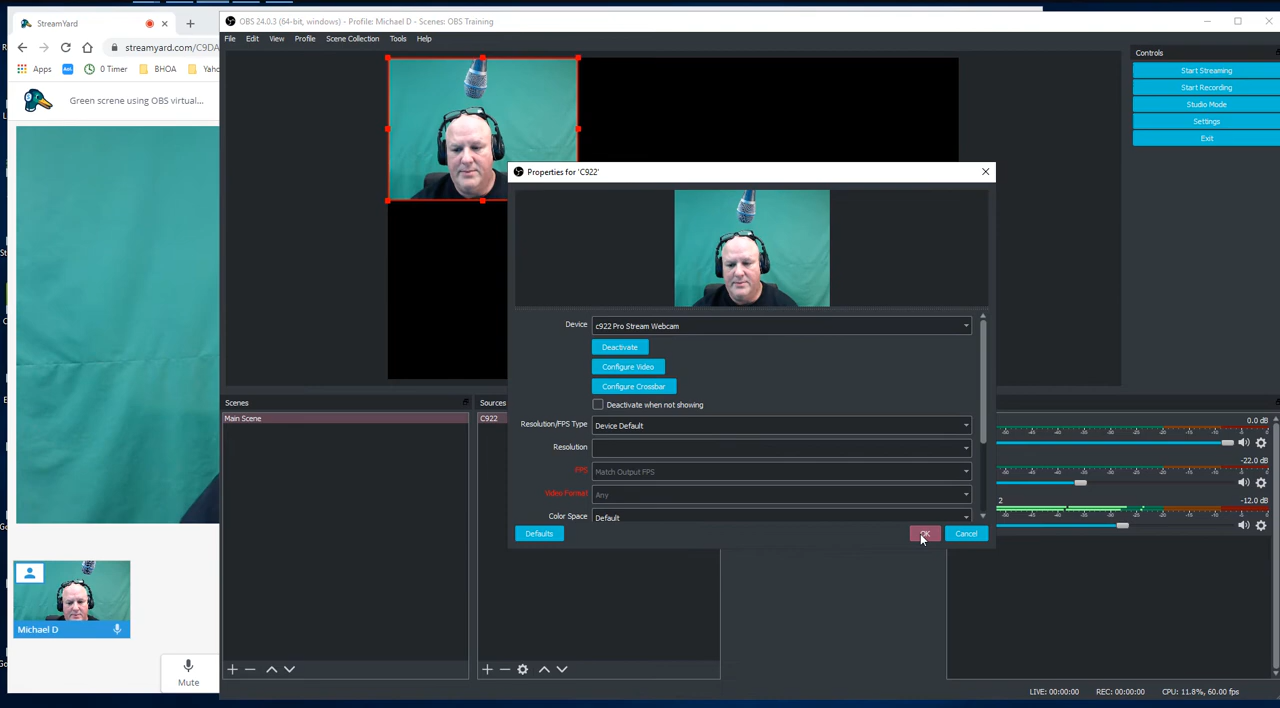 StreamYard
streamyard.com/C9DA
Apps
Aol.
0 Timer
BHOA
Yaho
Green screne using OBS virtual...
Michael D
Mute
OBS 24.0.3 (64-bit, windows) - Profile: Michael D - Scenes: OBS Training
File Edit View Profile Scene Collection Tools Help
Controls
Start Streaming
Start Recording
Studio Mode
Settings
Exit
Properties for 'C922'
Device c922 Pro Stream Webcam
Deactivate
Configure Video
Configure Crossbar
Deactivate when not showing
Resolution/FPS Type Device Default
Resolution
FPS Match Output FPS
Video Format Any
Color Space Default
Defaults OK Cancel
Scenes
Main Scene
Sources
C922
0.0 dB
-22.0 dB
2
-12.0 dB
LIVE: 00:00:00 REC: 00:00:00 CPU: 11.8%, 60.00 fps